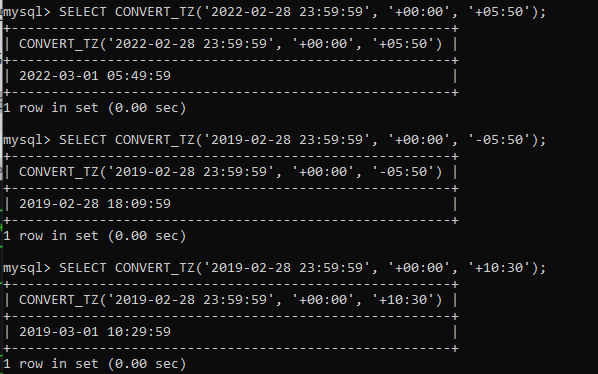 mysql> SELECT CONVERT_TZ('2022-02-28 23:59:59', '+00:00', '+05:50');
+-----------------------------------------------------+
| CONVERT_TZ('2022-02-28 23:59:59', '+00:00', '+05:50') |
+-----------------------------------------------------+
| 2022-03-01 05:49:59 |
+-----------------------------------------------------+
1 row in set (0.00 sec)
mysql> SELECT CONVERT_TZ('2019-02-28 23:59:59', '+00:00', '-05:50');
+-----------------------------------------------------+
| CONVERT_TZ('2019-02-28 23:59:59', '+00:00', '-05:50') |
+-----------------------------------------------------+
| 2019-02-28 18:09:59 |
+-----------------------------------------------------+
1 row in set (0.00 sec)
mysql> SELECT CONVERT_TZ('2019-02-28 23:59:59', '+00:00', '+10:30');
+-----------------------------------------------------+
| CONVERT_TZ('2019-02-28 23:59:59', '+00:00', '+10:30') |
+-----------------------------------------------------+
| 2019-03-01 10:29:59 |
+-----------------------------------------------------+
1 row in set (0.00 sec)